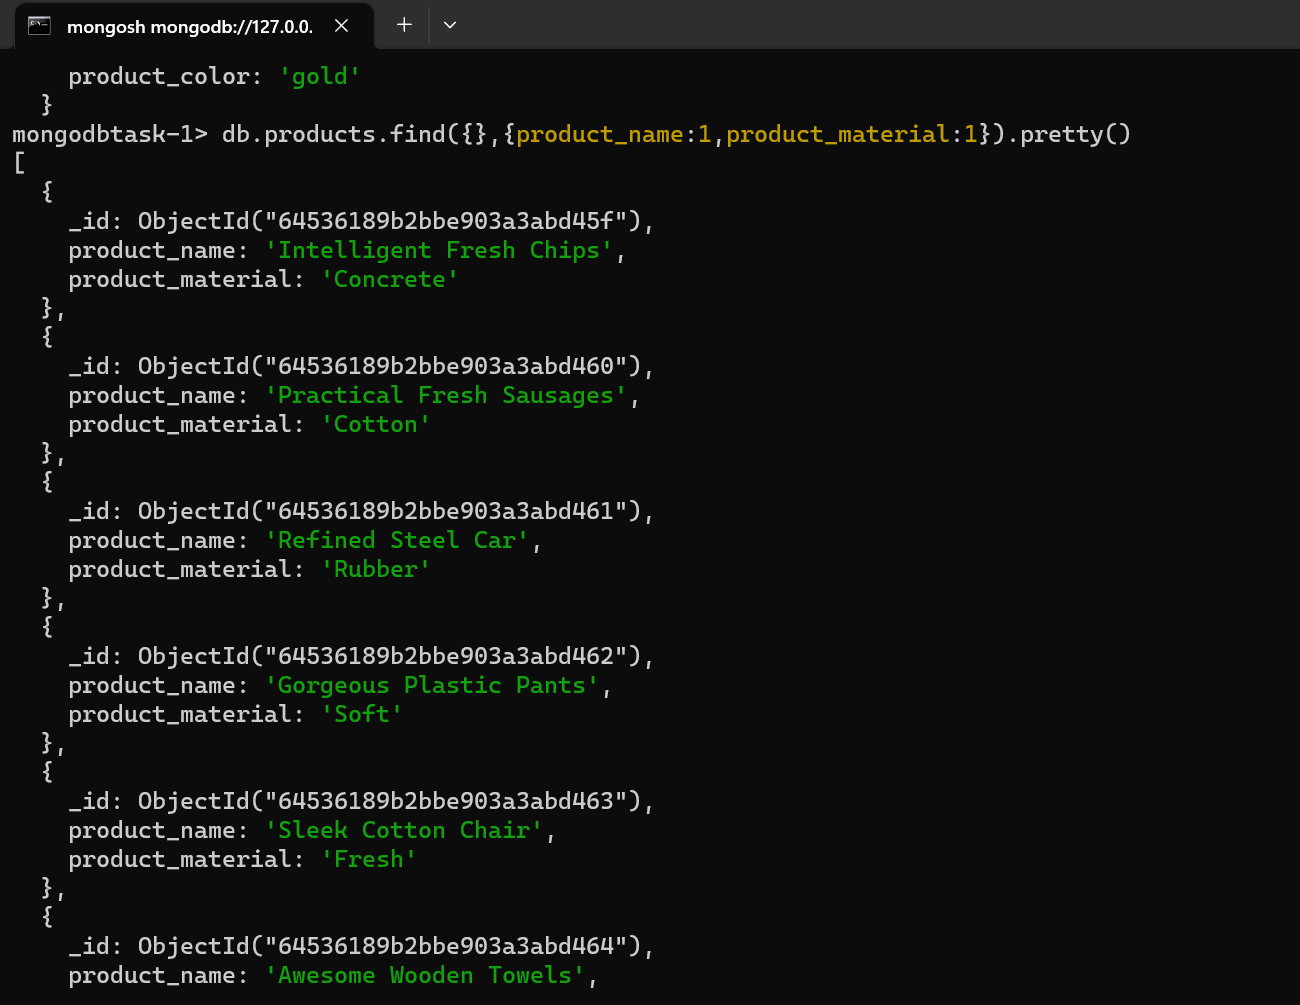 mongosh mongodb://127.0.0.
product_color: 'gold'
}
mongodbtask-1> db.products.find({},{product_name:1,product_material:1}).pretty()
[
{
_id: ObjectId("64536189b2bbe903a3abd45f"),
product_name: 'Intelligent Fresh Chips',
product_material: 'Concrete'
},
{
_id: ObjectId("64536189b2bbe903a3abd460"),
product_name: 'Practical Fresh Sausages',
product_material: 'Cotton'
},
{
_id: ObjectId("64536189b2bbe903a3abd461"),
product_name: 'Refined Steel Car',
product_material: 'Rubber'
},
{
_id: ObjectId("64536189b2bbe903a3abd462"),
product_name: 'Gorgeous Plastic Pants',
product_material: 'Soft'
},
{
_id: ObjectId("64536189b2bbe903a3abd463"),
product_name: 'Sleek Cotton Chair',
product_material: 'Fresh'
},
{
_id: ObjectId("64536189b2bbe903a3abd464"),
product_name: 'Awesome Wooden Towels',